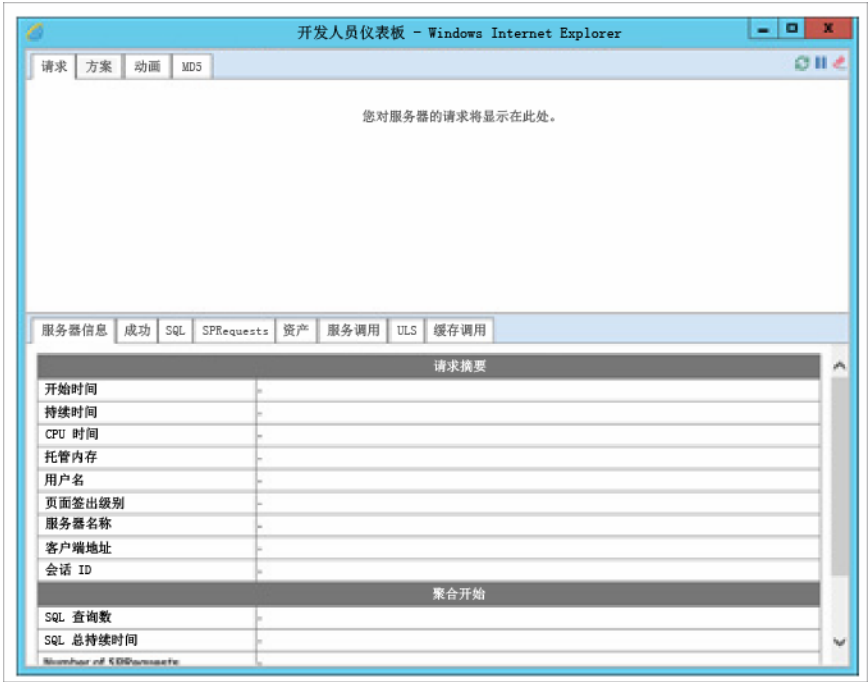 开发人员仪表板 - Windows Internet Explorer
请求 方案 动画 MDS
您对服务器的请求将显示在此处。
服务器信息 成功 SQL SPRequests 资产 服务调用 ULS 缓存调用
请求摘要
开始时间 -
持续时间 -
CPU 时间 -
托管内存 -
用户名 -
页面签出级别 -
服务器名称 -
客户端地址 -
会话 ID -
聚合开始
SQL 查询数 -
SQL 总持续时间 -
Number of SPRequests -